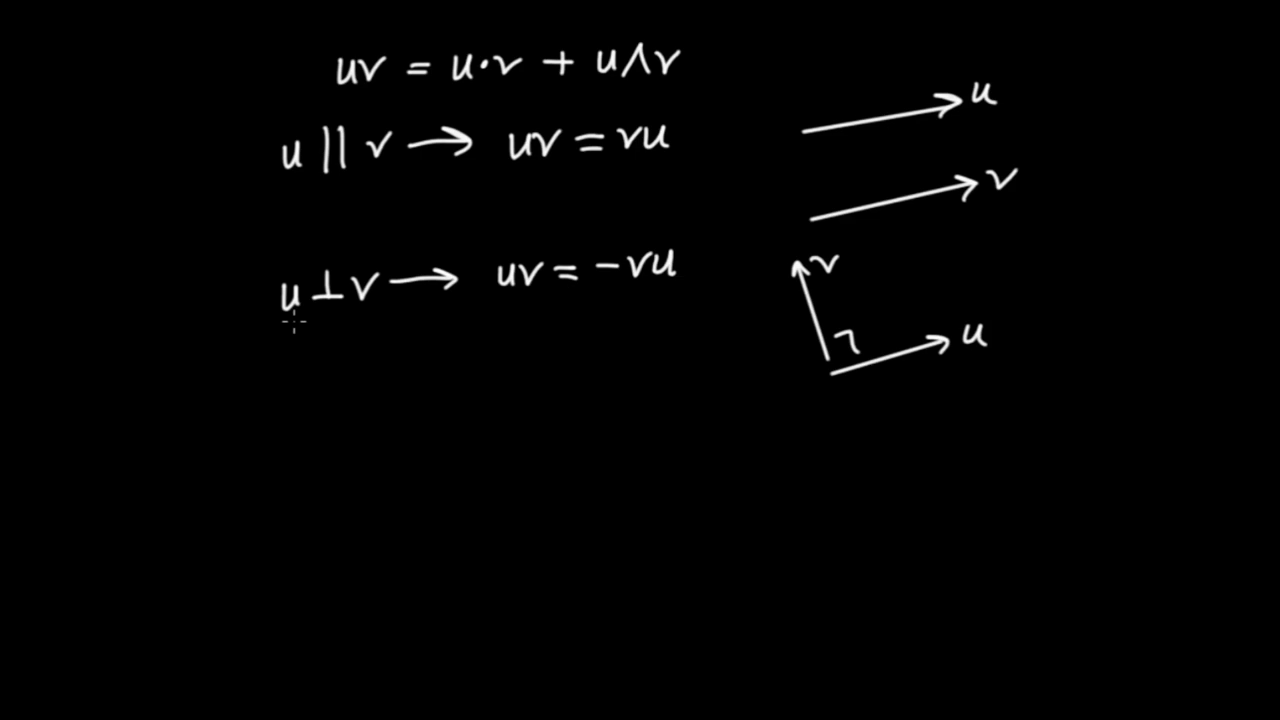 uv = u·v + u∧v
u || v → uv = vu
u
v
u ⊥ v → uv = -vu
v
u